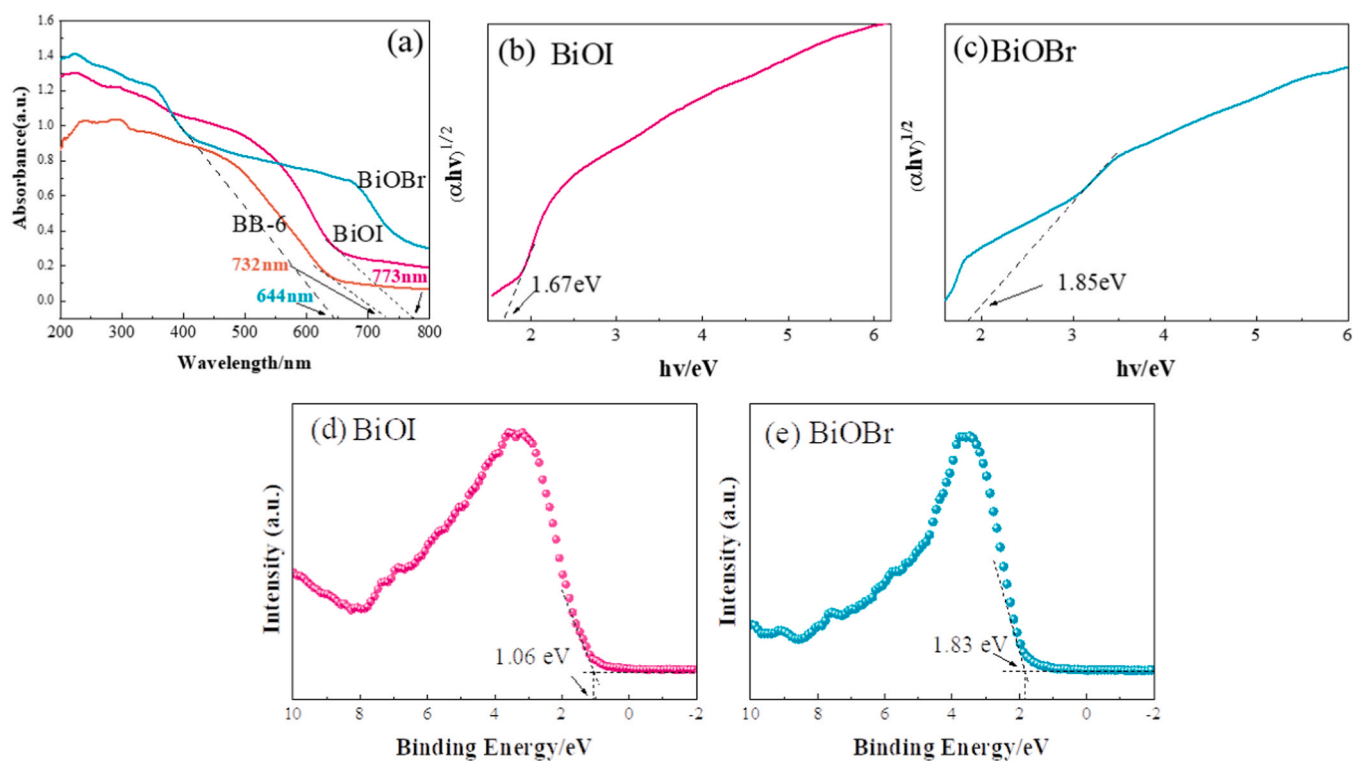 (a)
1.6
1.4
1.2
1.0
0.8
0.6
0.4
0.2
0.0
Absorbance(a.u.)
BiOBr
BB-6
BiOI
732nm
773nm
644nm
200 300 400 500 600 700 800
Wavelength/nm
(b) BiOI
(αhv)1/2
1.67eV
2 3 4 5 6
hv/eV
(c) BiOBr
(αhv)1/2
1.85eV
2 3 4 5 6
hv/eV
(d) BiOI
Intensity (a.u.)
1.06 eV
10 8 6 4 2 0 -2
Binding Energy/eV
(e) BiOBr
Intensity (a.u.)
1.83 eV
10 8 6 4 2 0 -2
Binding Energy/eV